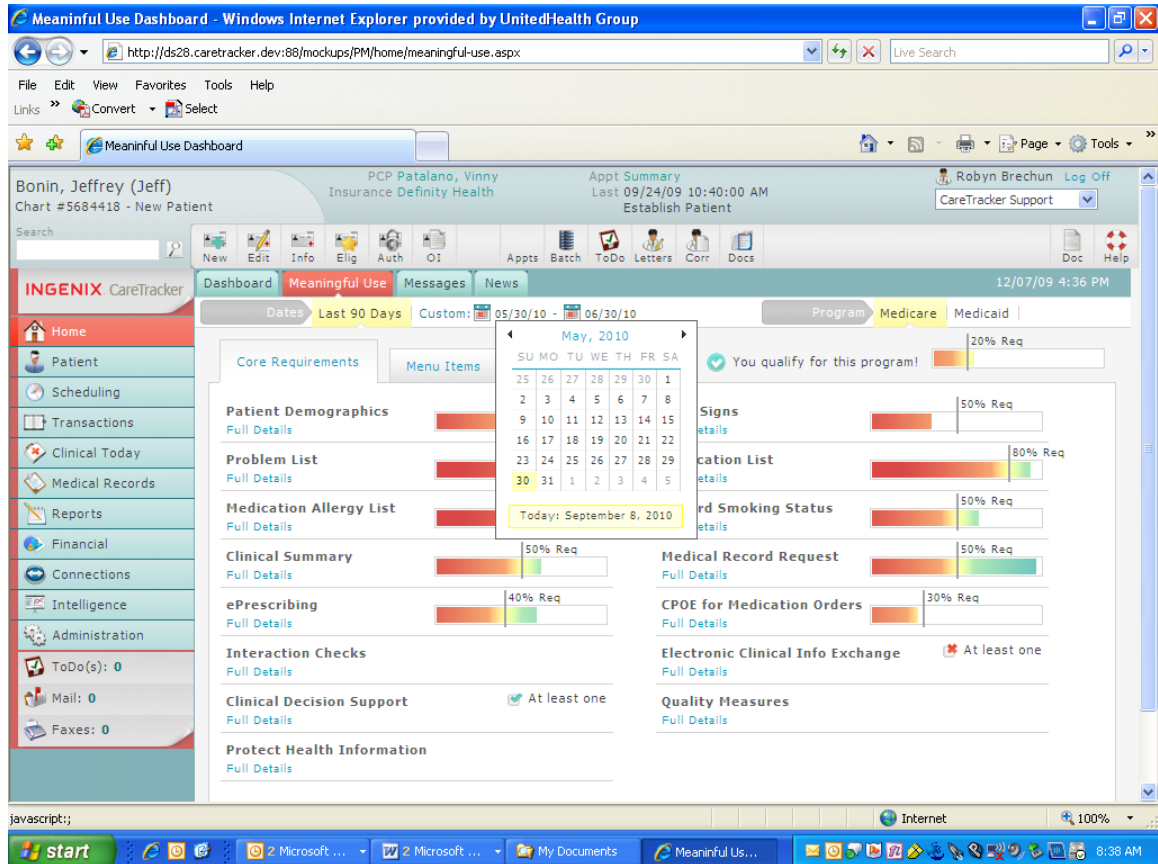 Meaninful Use Dashboard - Windows Internet Explorer provided by UnitedHealth Group
http://ds28.caretracker.dev:88/mockups/PM/home/meaningful-use.aspx
Live Search
File Edit View Favorites Tools Help
Links » Convert Select
Meaninful Use Dashboard
Page Tools »
Bonin, Jeffrey (Jeff)
Chart #5684418 - New Patient
PCP Patalano, Vinny
Insurance Definity Health
Appt Summary
Last 09/24/09 10:40:00 AM
Establish Patient
Robyn Brechun Log Off
CareTracker Support
Search
New Edit Info Elig Auth OI Appts Batch ToDo Letters Corr Docs Doc Help
INGENIX. CareTracker
Dashboard Meaningful Use Messages News
12/07/09 4:36 PM
Dates Last 90 Days Custom: 05/30/10 - 06/30/10
Program Medicare Medicaid
Home
Patient
Scheduling
Transactions
Clinical Today
Medical Records
Reports
Financial
Connections
Intelligence
Administration
ToDo(s): 0
Mail: 0
Faxes: 0
Core Requirements
Menu Items
You qualify for this program!
20% Req
May, 2010
SU MO TU WE TH FR SA
25 26 27 28 29 30 1
2 3 4 5 6 7 8
9 10 11 12 13 14 15
16 17 18 19 20 21 22
23 24 25 26 27 28 29
30 31 1 2 3 4 5
Today: September 8, 2010
Patient Demographics
Full Details
Signs
etails
50% Req
Problem List
Full Details
cation List
etails
80% Req
Medication Allergy List
Full Details
rd Smoking Status
etails
50% Req
Clinical Summary
Full Details
50% Req
Medical Record Request
Full Details
50% Req
ePrescribing
Full Details
40% Req
CPOE for Medication Orders
Full Details
30% Req
Interaction Checks
Full Details
Electronic Clinical Info Exchange
Full Details
At least one
Clinical Decision Support
Full Details
At least one
Quality Measures
Full Details
Protect Health Information
Full Details
javascript:;
Internet
100%
start
2 Microsoft ...
2 Microsoft ...
My Documents
Meaninful Us...
8:38 AM